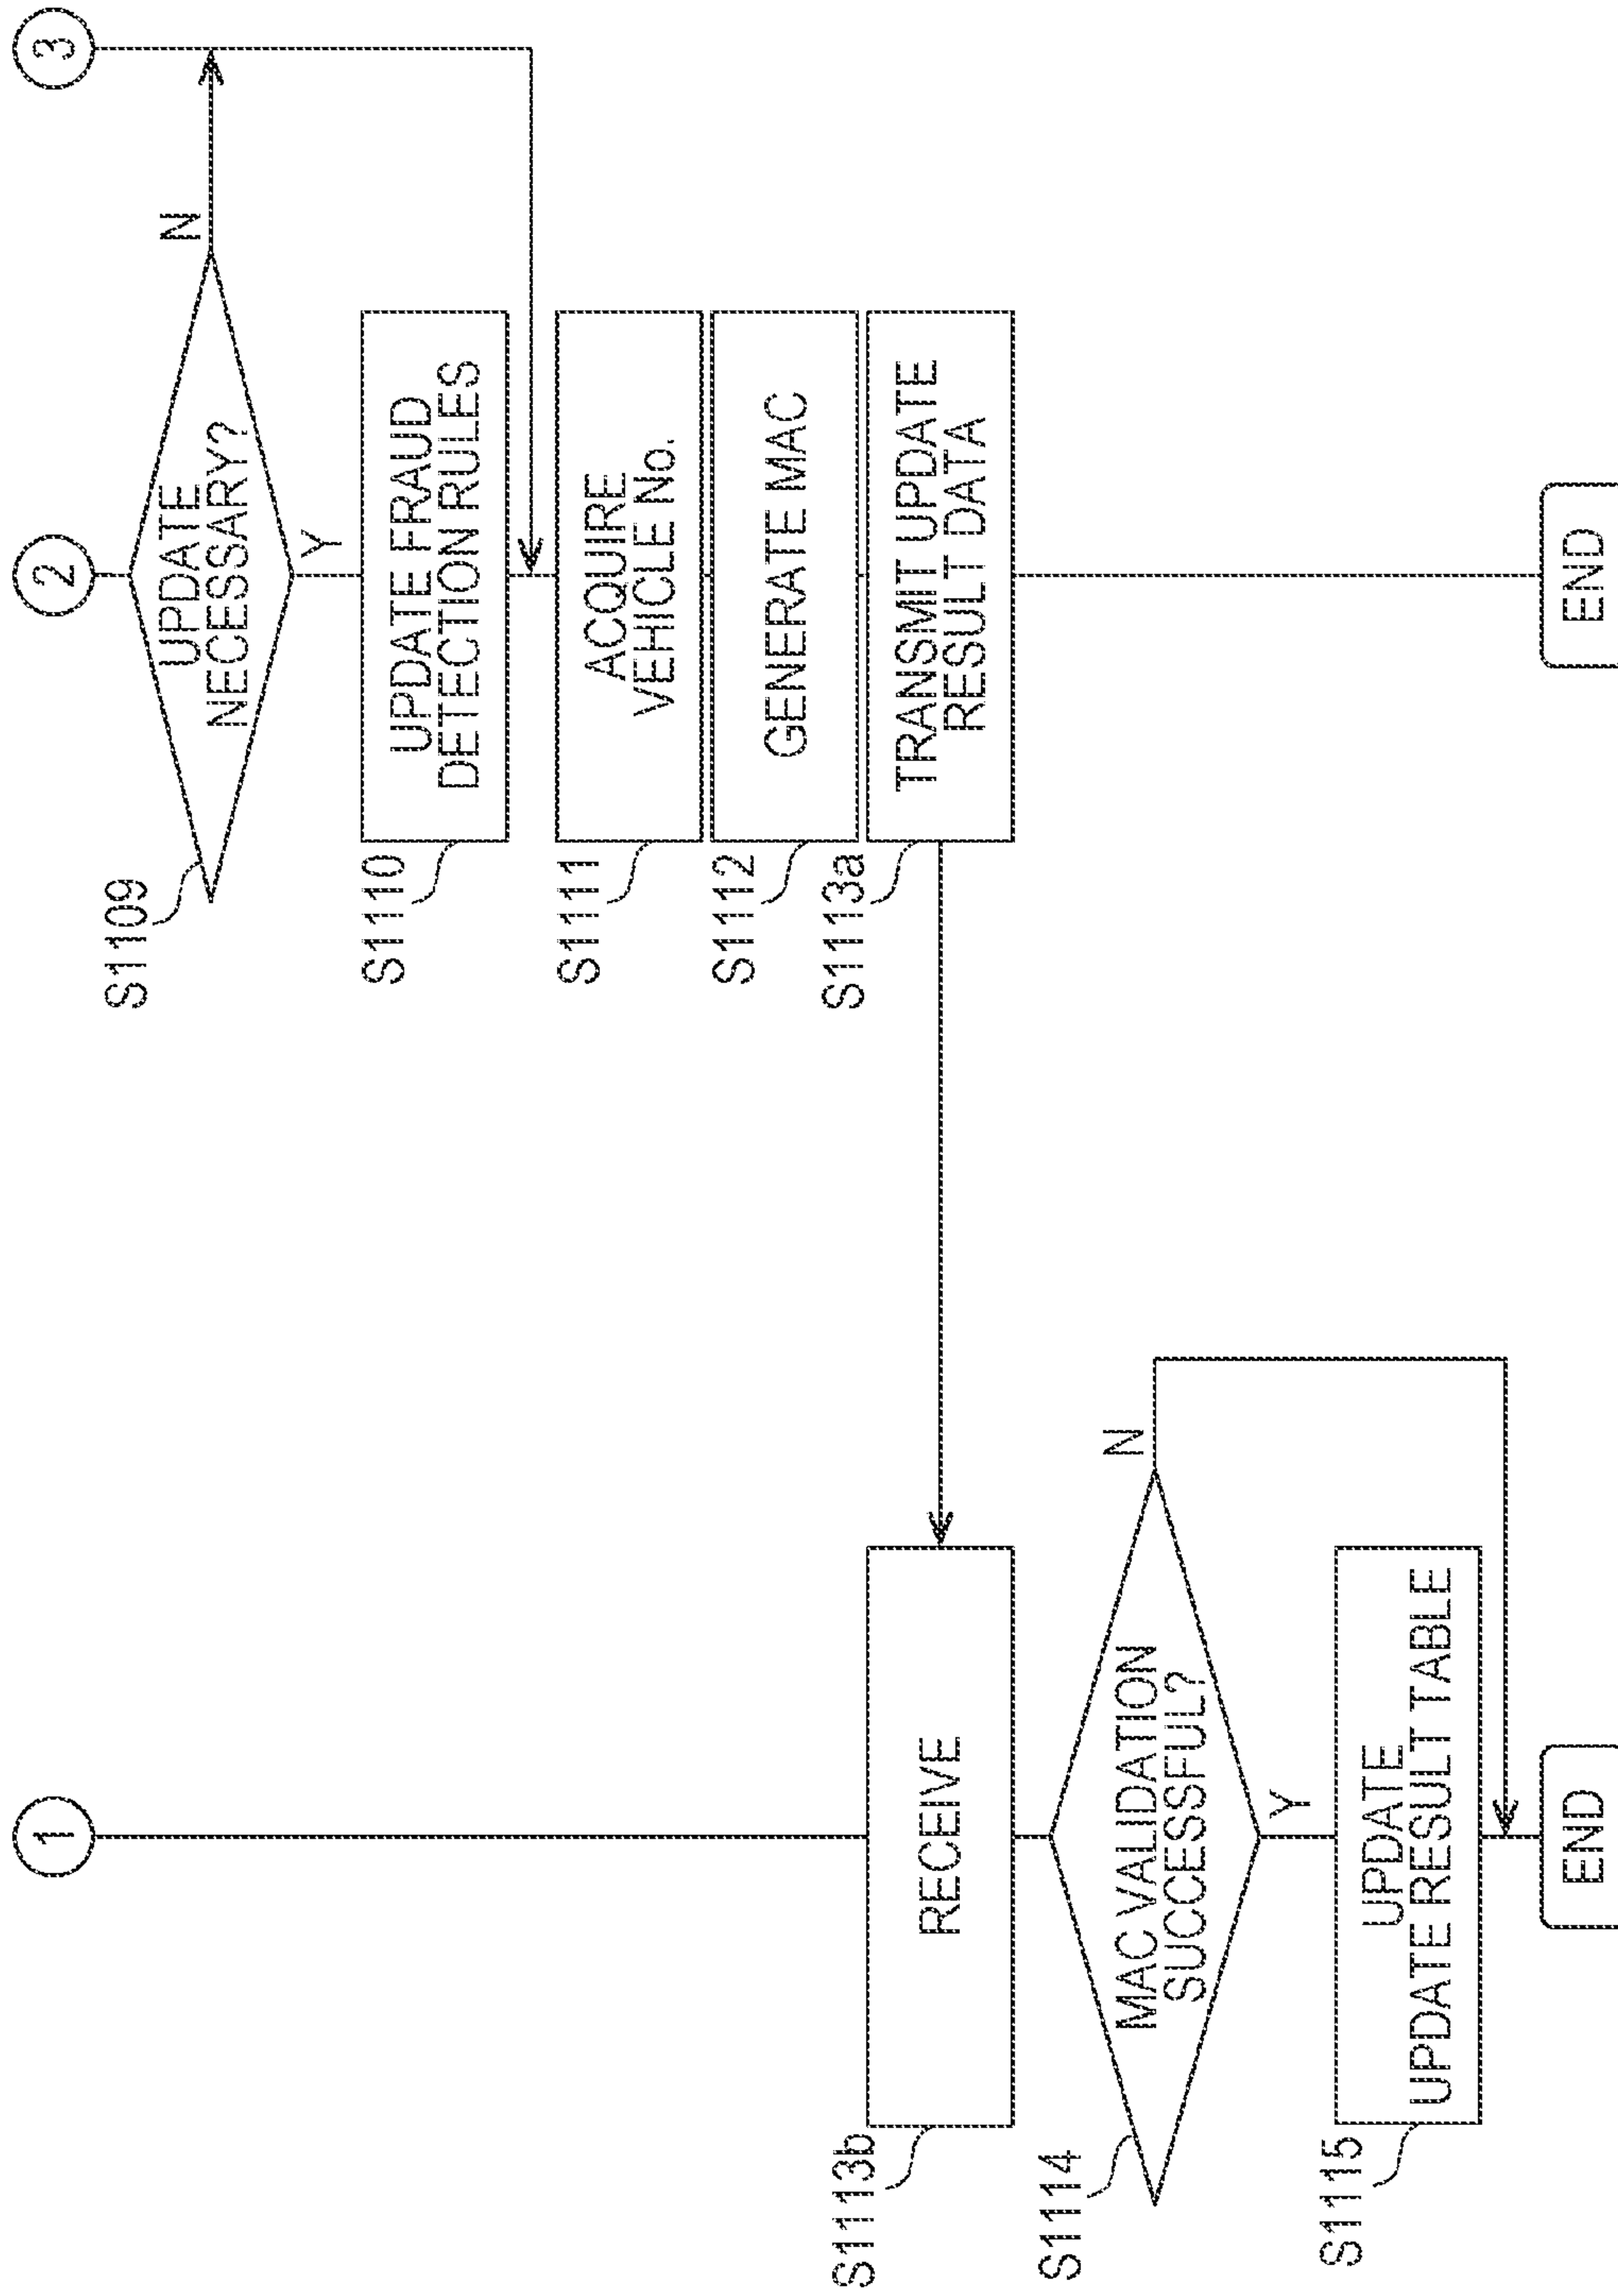 1
2
3
S1109
UPDATE
NECESSARY?
N
Y
S1110
UPDATE FRAUD
DETECTION RULES
S1111
ACQUIRE
VEHICLE No.
S1112
GENERATE MAC
S1113b
RECEIVE
S1113a
TRANSMIT UPDATE
RESULT DATA
S1114
MAC VALIDATION
SUCCESSFUL?
N
Y
S1115
UPDATE
UPDATE RESULT TABLE
END
END